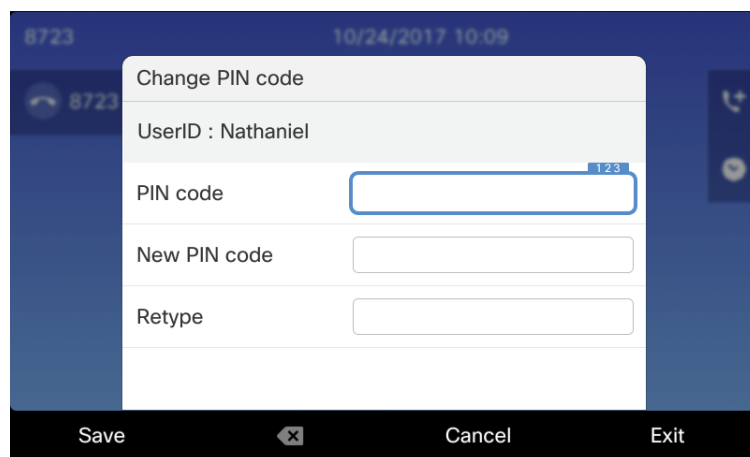 8723 10/24/2017 10:09
8723
Change PIN code
UserID : Nathaniel
123
PIN code
New PIN code
Retype
Save Cancel Exit